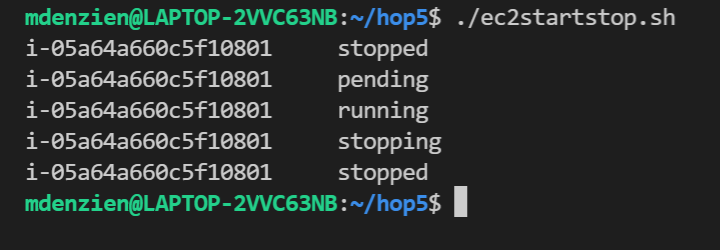 mdenzien@LAPTOP-2VVC63NB:~/hop5$ ./ec2startstop.sh
i-05a64a660c5f10801     stopped
i-05a64a660c5f10801     pending
i-05a64a660c5f10801     running
i-05a64a660c5f10801     stopping
i-05a64a660c5f10801     stopped
mdenzien@LAPTOP-2VVC63NB:~/hop5$